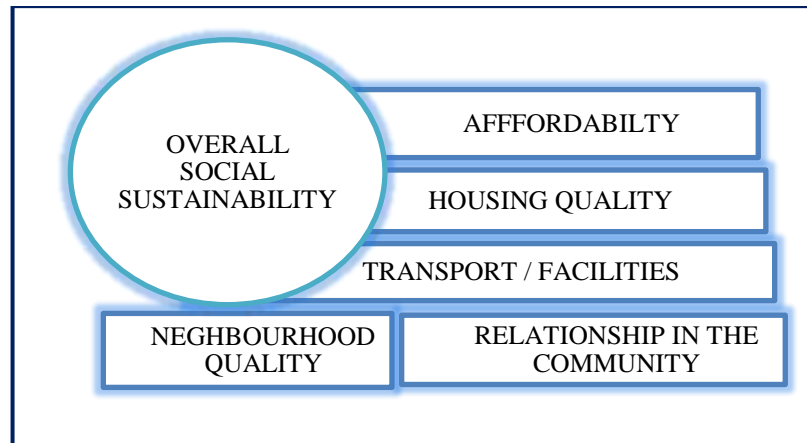 OVERALL
SOCIAL
SUSTAINABILITY
AFFFORDABILTY
HOUSING QUALITY
TRANSPORT / FACILITIES
NEGHBOURHOOD
QUALITY
RELATIONSHIP IN THE
COMMUNITY